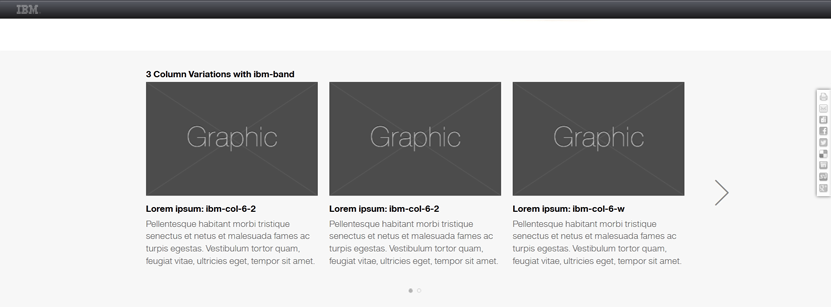 IBM
3 Column Variations with ibm-band
Graphic
Graphic
Graphic
Lorem ipsum: ibm-col-6-2
Pellentesque habitant morbi tristique
senectus et netus et malesuada fames ac
turpis egestas. Vestibulum tortor quam,
feugiat vitae, ultricies eget, tempor sit amet.
Lorem ipsum: ibm-col-6-2
Pellentesque habitant morbi tristique
senectus et netus et malesuada fames ac
turpis egestas. Vestibulum tortor quam,
feugiat vitae, ultricies eget, tempor sit amet.
Lorem ipsum: ibm-col-6-w
Pellentesque habitant morbi tristique
senectus et netus et malesuada fames ac
turpis egestas. Vestibulum tortor quam,
feugiat vitae, ultricies eget, tempor sit amet.